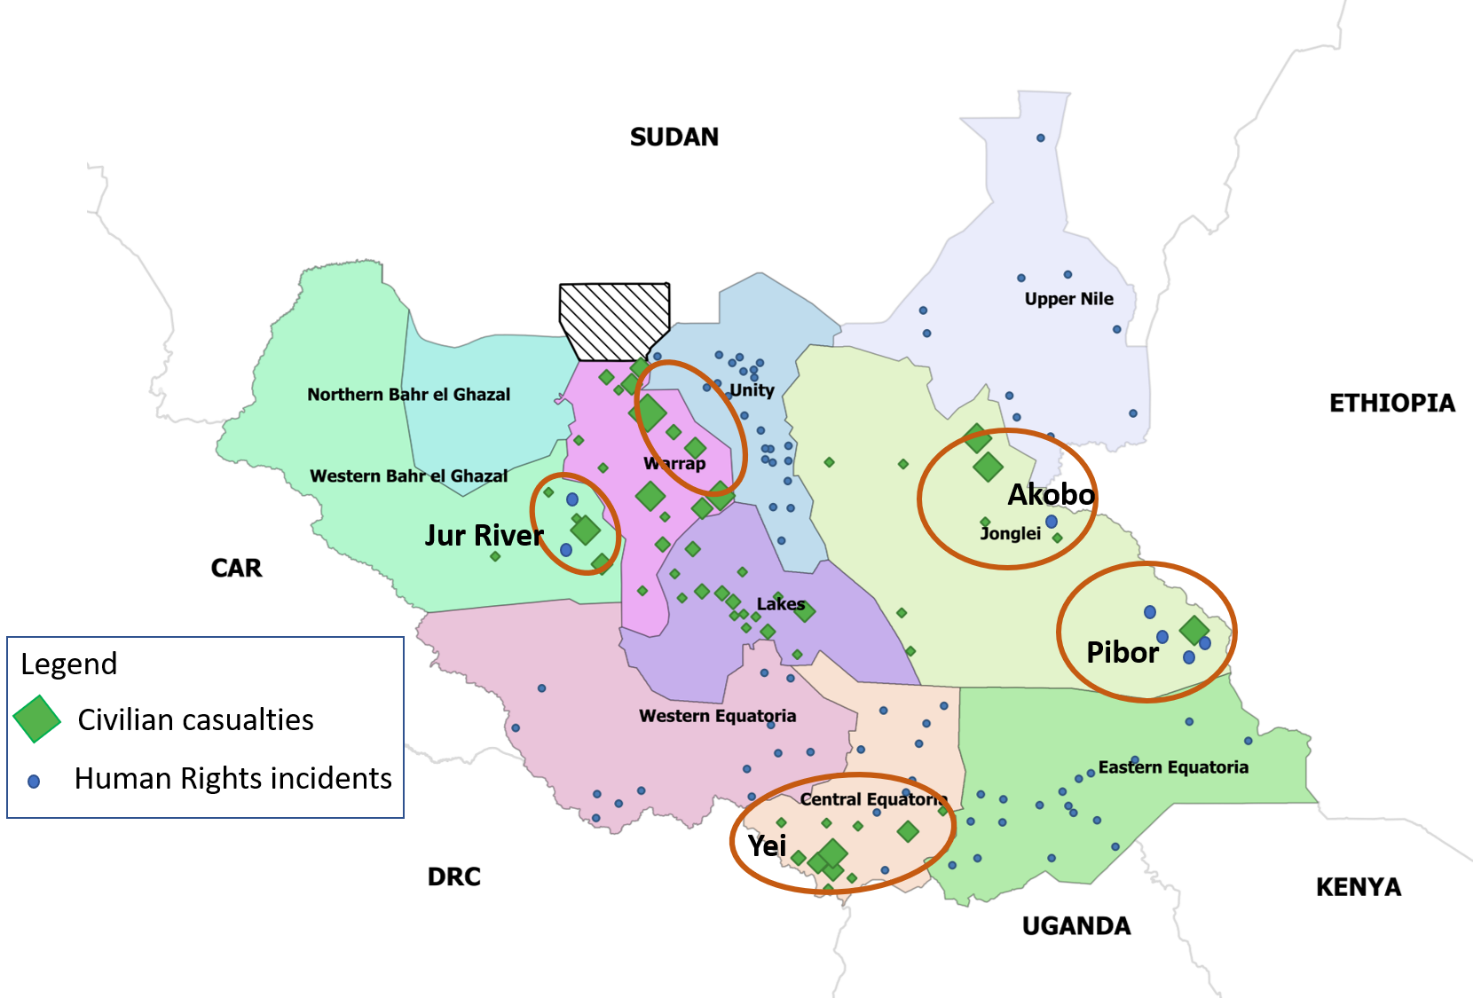 SUDAN
Upper Nile
Northern Bahr el Ghazal
Unity
ETHIOPIA
Warrap
Western Bahr el Ghazal
Akobo
Jur River
Jonglei
CAR
Lakes
Pibor
Legend
Civilian casualties
Human Rights incidents
Western Equatoria
Eastern Equatoria
Central Equatoria
Yei
DRC
KENYA
UGANDA